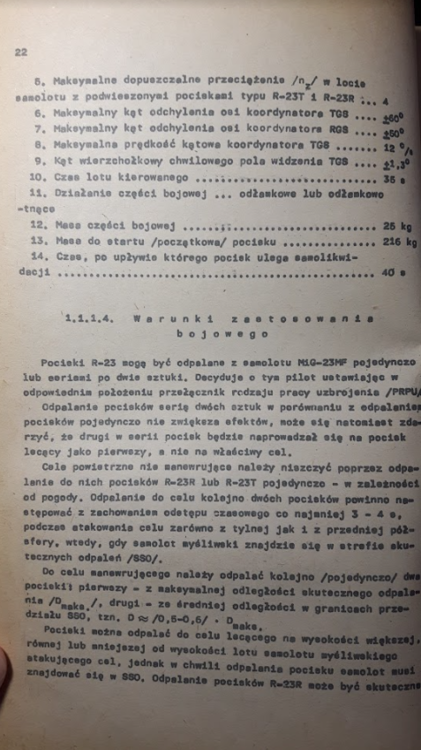 22
5. Maksymalne dopuszczalne przeciążenie /nz/ w locie
samolotu z podwieszonymi pociskami typu R-23T i R-23R ... 4
6. Maksymalny kąt odchylenia osi koordynatora TGS .... ±60°
7. Maksymalny kąt odchylenia osi koordynatora RGS .... ±60°
8. Maksymalna prędkość kątowa koordynatora TGS ....... 12 °/s
9. Kąt wierzchołkowy chwilowego pola widzenia TGS .... ±1,3°
10. Czas lotu kierowanego ............................ 35 s
11. Działanie części bojowej ... odłamkowe lub odłamkowo
-tnące
12. Masa części bojowej .............................. 25 kg
13. Masa do startu /początkowa/ pocisku .............. 216 kg
14. Czas, po upływie którego pocisk ulega samolikwi-
dacji ................................................ 40 s
1.1.1.4. Warunki zastosowania
bojowego
Pociski R-23 mogą być odpalane z samolotu MiG-23MF pojedynczo
lub seriami po dwie sztuki. Decyduje o tym pilot ustawiając w
odpowiednim położeniu przełącznik rodzaju pracy uzbrojenia /PRPU/
Odpalanie pocisków serią dwóch sztuk w porównaniu z odpalaniem
pocisków pojedynczo nie zwiększa efektów, może się natomiast zda-
rzyć, że drugi w serii pocisk będzie naprowadzał się na pocisk
lecący jako pierwszy, a nie na właściwy cel.
Cele powietrzne nie manewrujące należy niszczyć poprzez odpa-
lanie do nich pocisków R-23R lub R-23T pojedynczo - w zależności
od pogody. Odpalanie do celu kolejno dwóch pocisków powinno na-
stępować z zachowaniem odstępu czasowego co najmniej 3 - 4 s,
podczas atakowania celu zarówno z tylnej jak i z przedniej pół-
sfery, wtedy, gdy samolot myśliwski znajdzie się w strefie sku-
tecznych odpaleń /SSO/.
Do celu manewrującego należy odpalać kolejno /pojedynczo/ dwa
pociski: pierwszy - z maksymalnej odległości skutecznego odpala-
nia /Dmaks./, drugi - ze średniej odległości w granicach prze-
działu SSO, tzn. D ≈ /0,5-0,6/ · Dmaks.
Pociski można odpalać do celu lecącego na wysokości większej,
równej lub mniejszej od wysokości lotu samolotu myśliwskiego
atakującego cel, jednak w chwili odpalania pocisku samolot musi
znajdować się w SSO. Odpalanie pocisków R-23R może być skuteczne